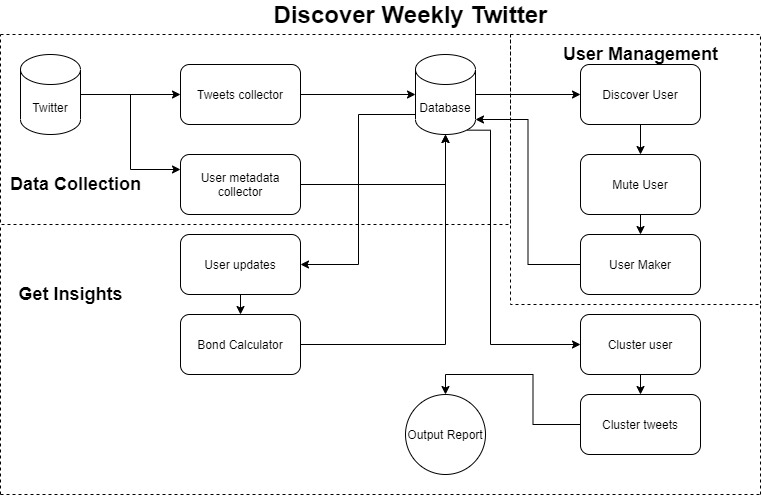 Discover Weekly Twitter
User Management
Twitter
Tweets collector
Database
Discover User
Data Collection
User metadata
collector
Mute User
User updates
User Maker
Get Insights
Bond Calculator
Cluster user
Output Report
Cluster tweets